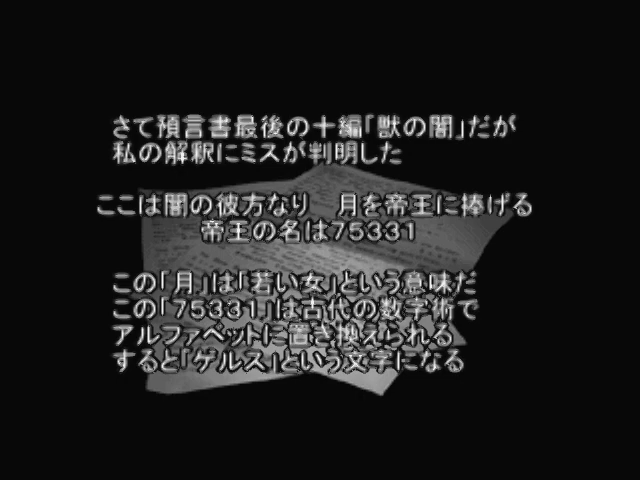 さて預言書最後の十編「獣の闇」だが
私の解釈にミスが判明した
ここは闇の彼方なり　月を帝王に捧げる
帝王の名は75331
この「月」は「若い女」という意味だ
この「75331」は古代の数字術で
アルファベットに置き換えられる
すると「ゲルス」という文字になる